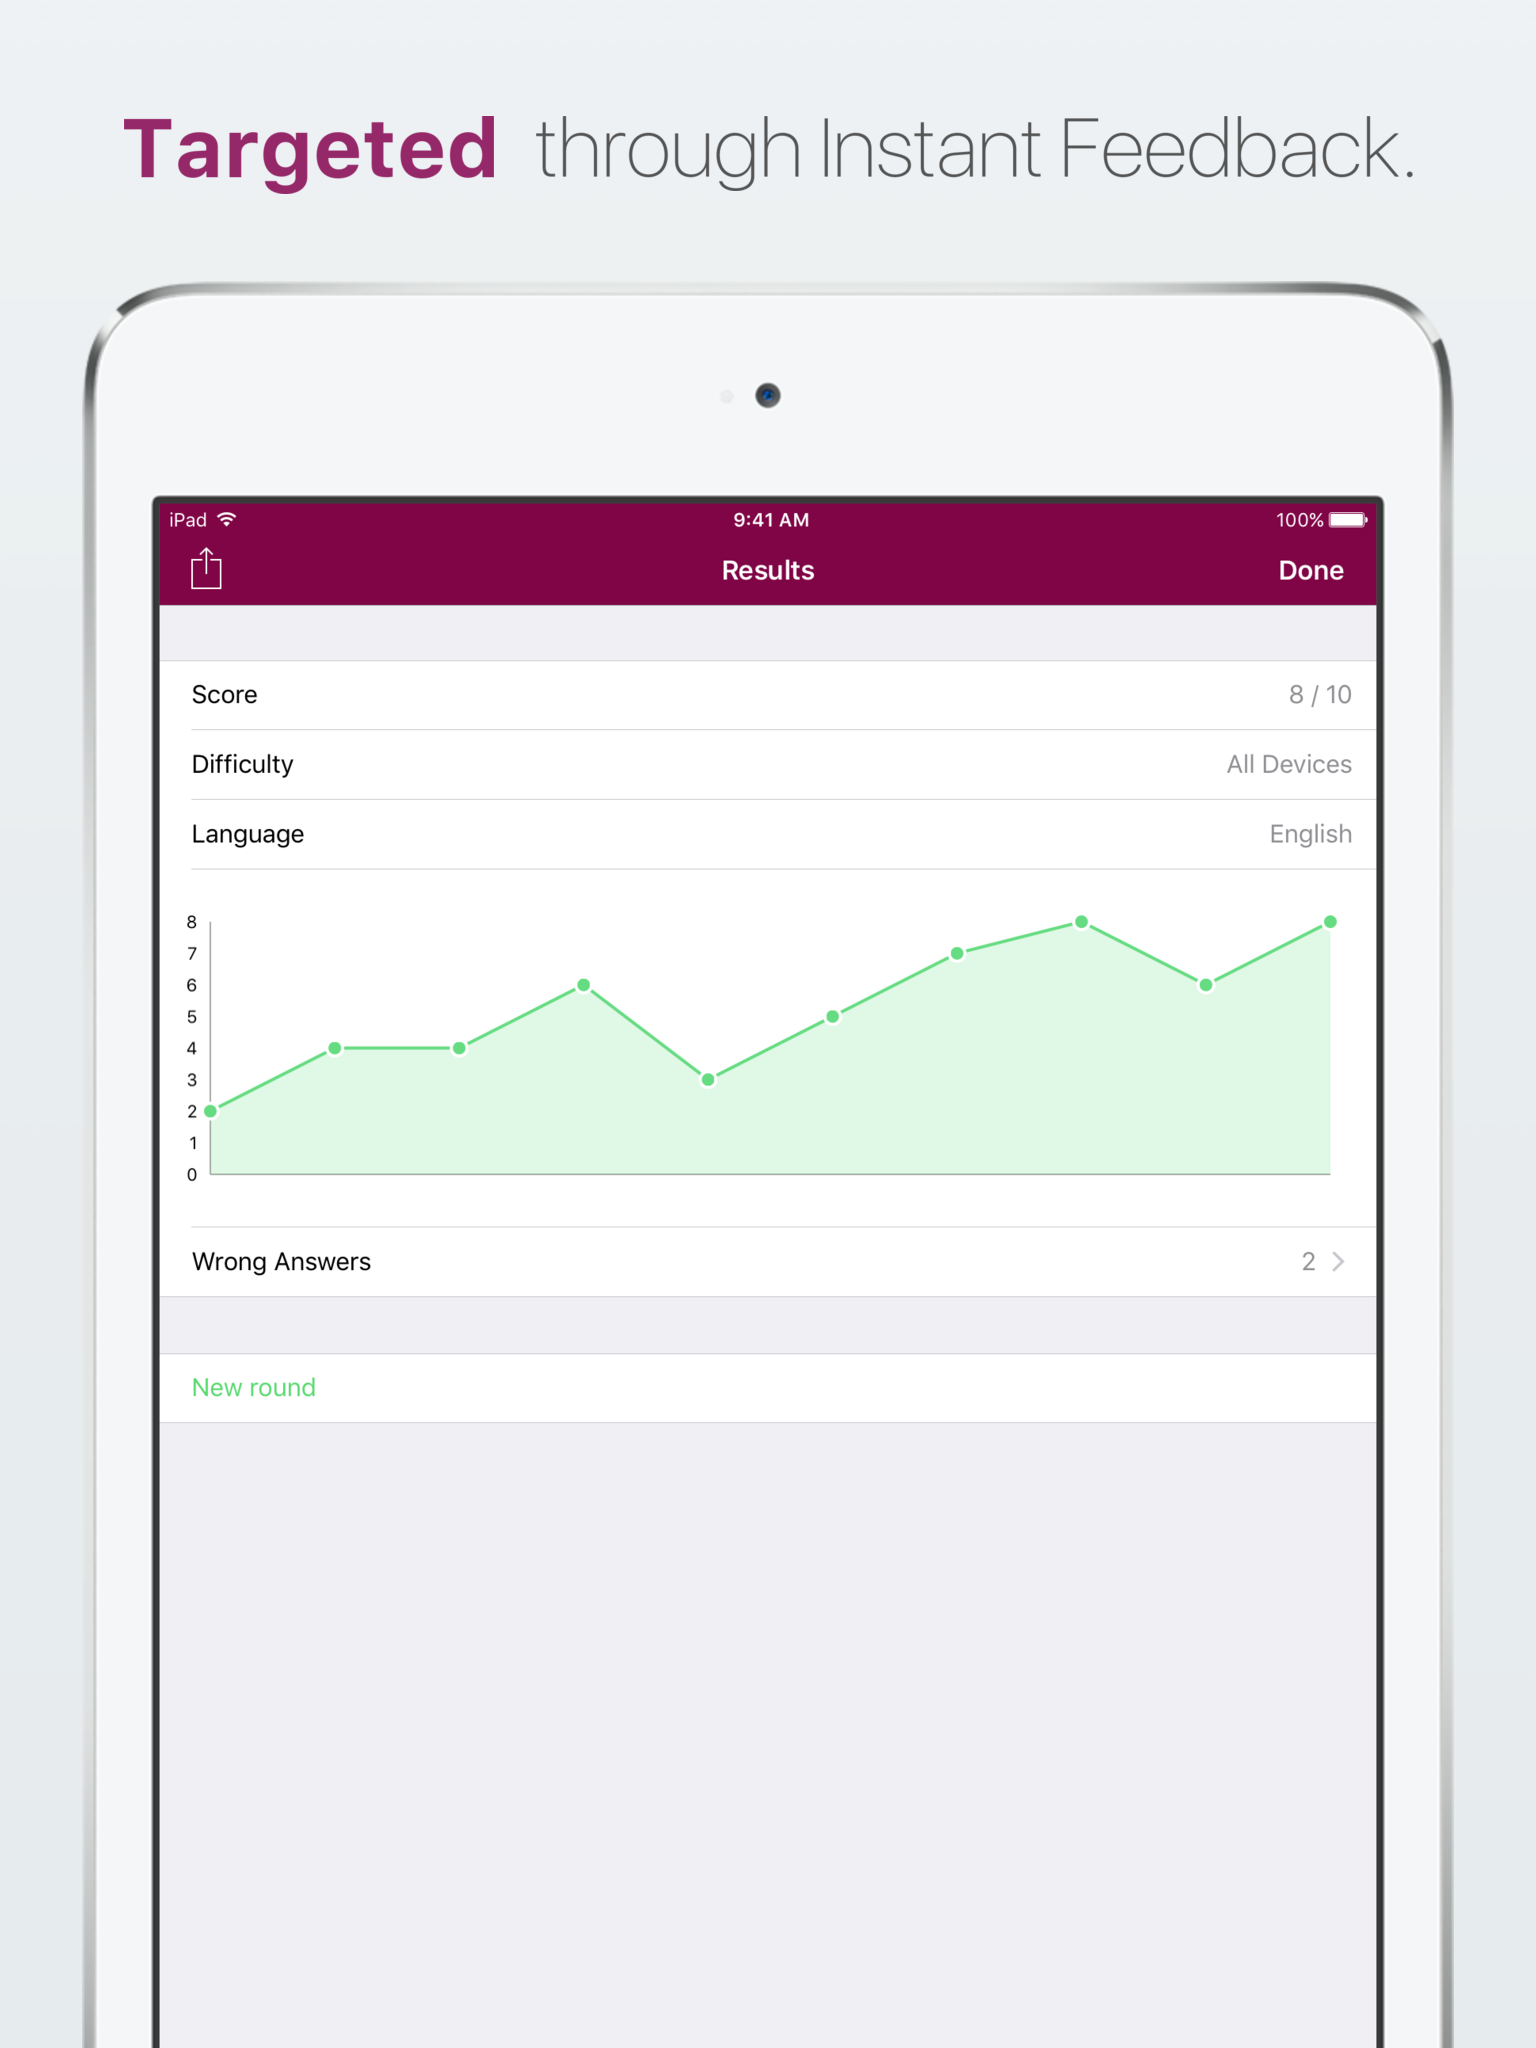 Targeted through Instant Feedback.
iPad 9:41 AM 100%
Results Done
Score 8 / 10
Difficulty All Devices
Language English
8
7
6
5
4
3
2
1
0
Wrong Answers 2
New round